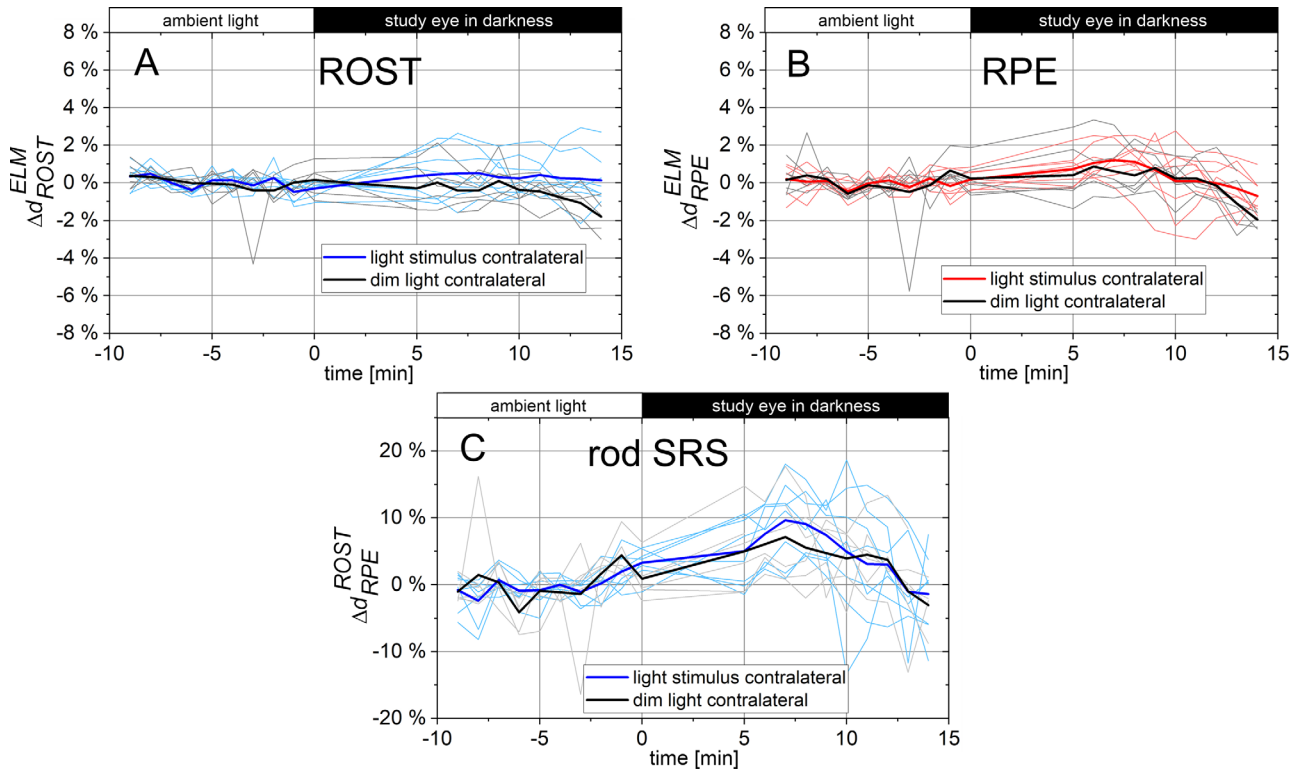 ambient light study eye in darkness
8 %
6 %
4 %
2 %
0 %
-2 %
-4 %
-6 %
-8 %
A ROST
Δd ELM ROST
light stimulus contralateral
dim light contralateral
-10 -5 0 5 10 15
time [min]
ambient light study eye in darkness
8 %
6 %
4 %
2 %
0 %
-2 %
-4 %
-6 %
-8 %
B RPE
Δd ELM RPE
light stimulus contralateral
dim light contralateral
-10 -5 0 5 10 15
time [min]
ambient light study eye in darkness
20 %
10 %
0 %
-10 %
-20 %
C rod SRS
Δd ROST RPE
light stimulus contralateral
dim light contralateral
-10 -5 0 5 10 15
time [min]